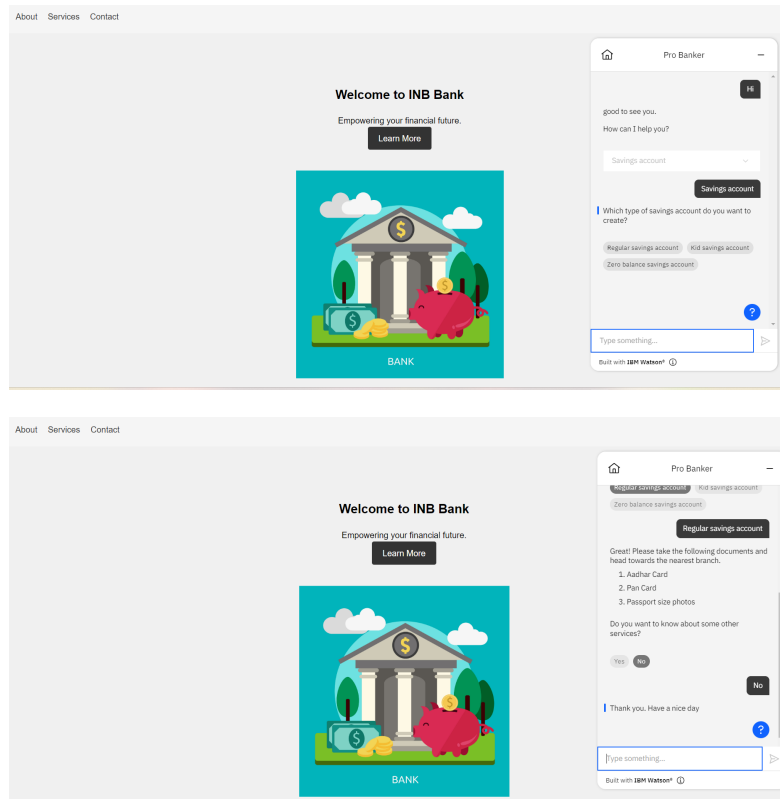 About Services Contact
Pro Banker
Hi
good to see you.
How can I help you?
Savings account
Savings account
Which type of savings account do you want to
create?
Regular savings account Kid savings account
Zero balance savings account
?
Type something...
Built with IBM Watson®
Welcome to INB Bank
Empowering your financial future.
Learn More
$
$
$
BANK
About Services Contact
Pro Banker
Regular savings account Kid savings account
Zero balance savings account
Regular savings account
Great! Please take the following documents and
head towards the nearest branch.
1. Aadhar Card
2. Pan Card
3. Passport size photos
Do you want to know about some other
services?
Yes No
No
Thank you. Have a nice day
?
Type something...
Built with IBM Watson®
Welcome to INB Bank
Empowering your financial future.
Learn More
$
$
$
BANK